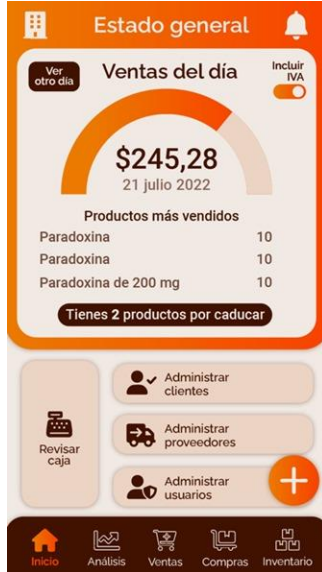 Estado general
Ver
otro día
Ventas del día
Incluir
IVA
$245,28
21 julio 2022
Productos más vendidos
Paradoxina 10
Paradoxina 10
Paradoxina de 200 mg 10
Tienes 2 productos por caducar
Revisar
caja
Administrar
clientes
Administrar
proveedores
Administrar
usuarios
Inicio Análisis Ventas Compras Inventario